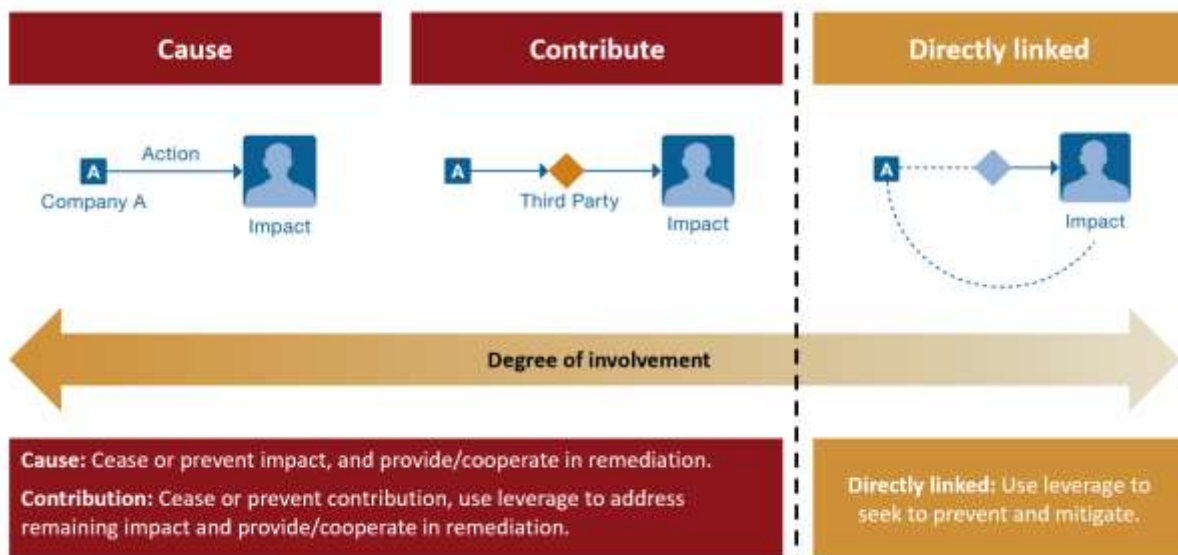 Cause
Contribute
Directly linked
A
Action
Company A
Impact
A
Third Party
Impact
A
Impact
Degree of involvement
Cause: Cease or prevent impact, and provide/cooperate in remediation.
Contribution: Cease or prevent contribution, use leverage to address
remaining impact and provide/cooperate in remediation.
Directly linked: Use leverage to
seek to prevent and mitigate.